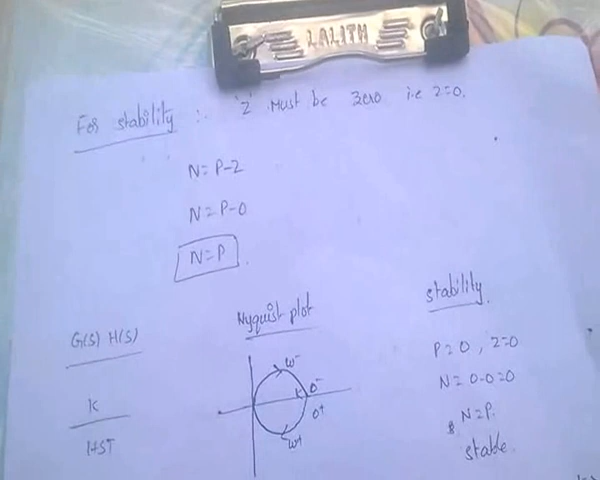 LALITH
For stability :- 'Z' Must be Zero i.e Z=0.
N=P-Z
N=P-0
N=P
G(s) H(s)
Nyquist plot
stability
K
1+ST
ω-
K
0-
0+
ω+
P=0, Z=0
N=0-0=0
N=P.
stable.